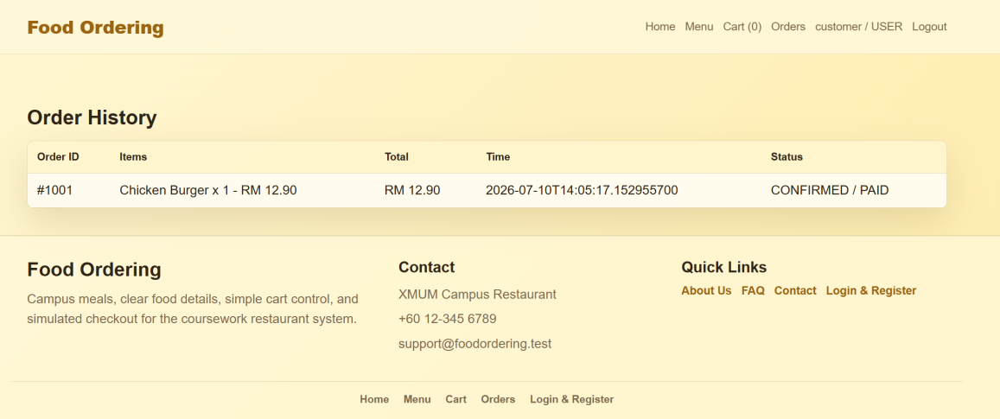 Food Ordering
Home Menu Cart (0) Orders customer / USER Logout
Order History
Order ID Items Total Time Status
#1001 Chicken Burger x 1 - RM 12.90 RM 12.90 2026-07-10T14:05:17.152955700 CONFIRMED / PAID
Food Ordering
Campus meals, clear food details, simple cart control, and
simulated checkout for the coursework restaurant system.
Contact
XMUM Campus Restaurant
+60 12-345 6789
support@foodordering.test
Quick Links
About Us FAQ Contact Login & Register
Home Menu Cart Orders Login & Register